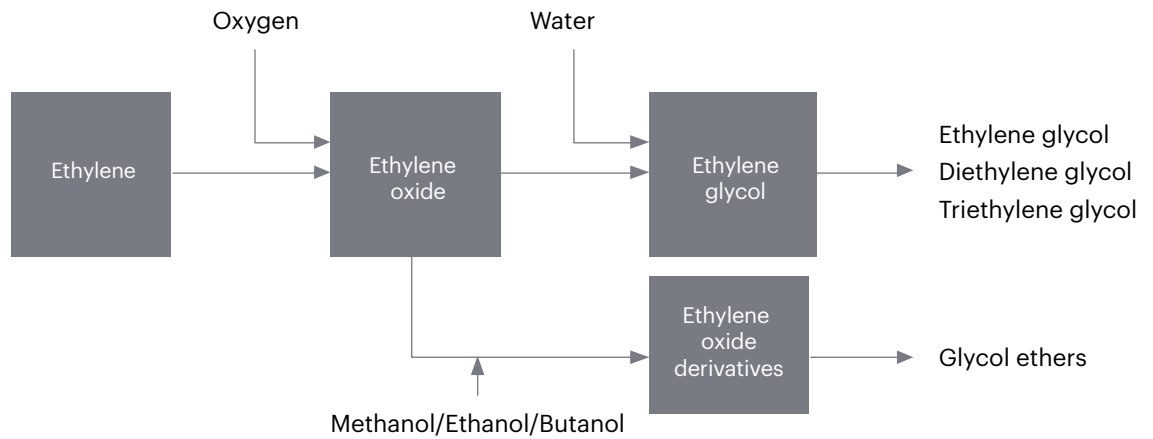 Oxygen
Water
Ethylene
Ethylene
oxide
Ethylene
glycol
Ethylene glycol
Diethylene glycol
Triethylene glycol
Ethylene
oxide
derivatives
Glycol ethers
Methanol/Ethanol/Butanol